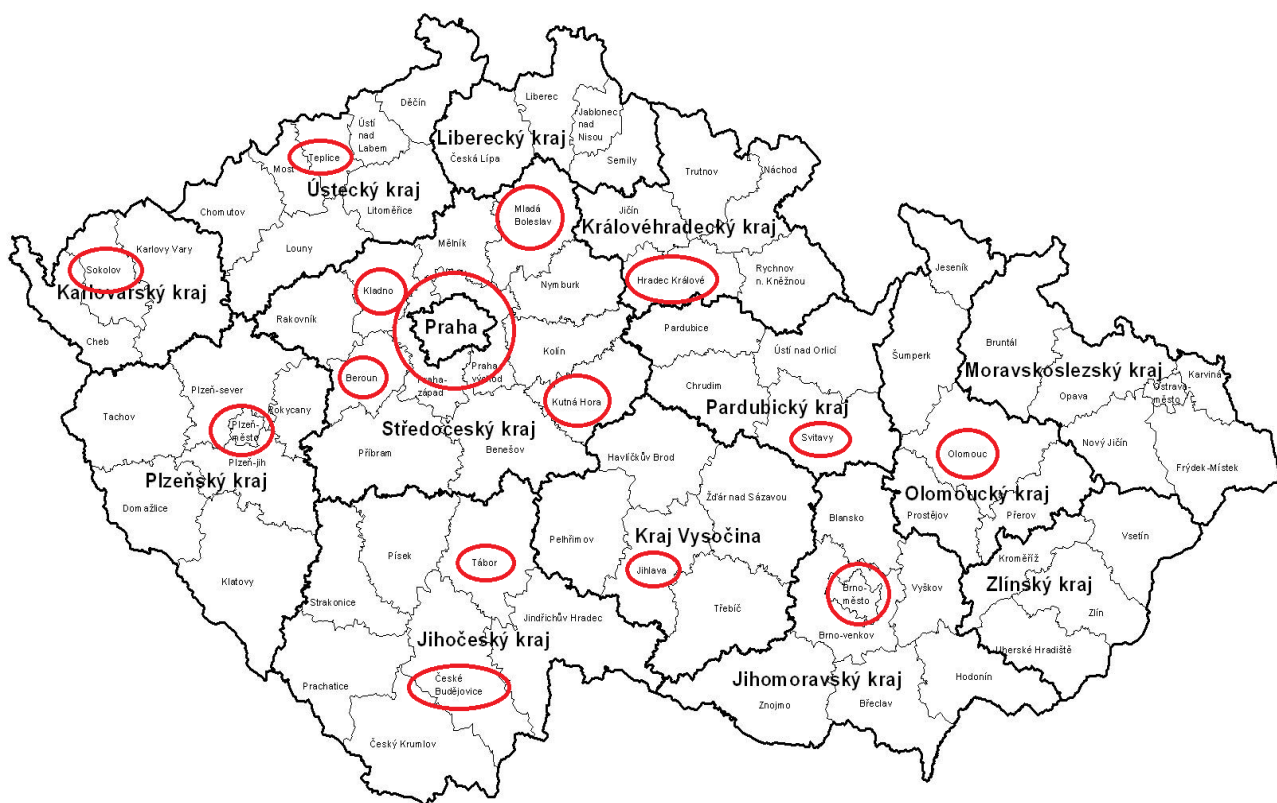 Děčín
Liberec
Ústí
nad
Labem
Jablonec
nad
Nisou
Liberecký kraj
Teplice
Česká Lípa
Semily
Most
Trutnov
Náchod
Ústecký kraj
Chomutov
Litoměřice
Mladá
Boleslav
Jičín
Královéhradecký kraj
Karlovy Vary
Louny
Mělník
Sokolov
Karlovarský kraj
Kladno
Nymburk
Hradec Králové
Rychnov
n. Kněžnou
Jeseník
Cheb
Rakovník
Praha
Kolín
Pardubice
Ústí nad Orlicí
Šumperk
Bruntál
Moravskoslezský kraj
Karviná
Ostrava-
město
Opava
Beroun
Praha-
západ
Praha
východ
Chrudim
Plzeň-sever
Tachov
Rokycany
Plzeň-
město
Kutná Hora
Pardubický kraj
Středočeský kraj
Svitavy
Olomouc
Nový Jičín
Frýdek-Místek
Plzeň-jih
Plzeňský kraj
Příbram
Benešov
Havlíčkův Brod
Olomoucký kraj
Domažlice
Žďár nad Sázavou
Blansko
Prostějov
Přerov
Vsetín
Písek
Tábor
Pelhřimov
Kraj Vysočina
Jihlava
Kroměříž
Klatovy
Brno-
město
Vyškov
Zlínský kraj
Strakonice
Jindřichův Hradec
Třebíč
Zlín
Jihočeský kraj
Brno-venkov
Uherské Hradiště
Prachatice
České
Budějovice
Jihomoravský kraj
Hodonín
Znojmo
Břeclav
Český Krumlov